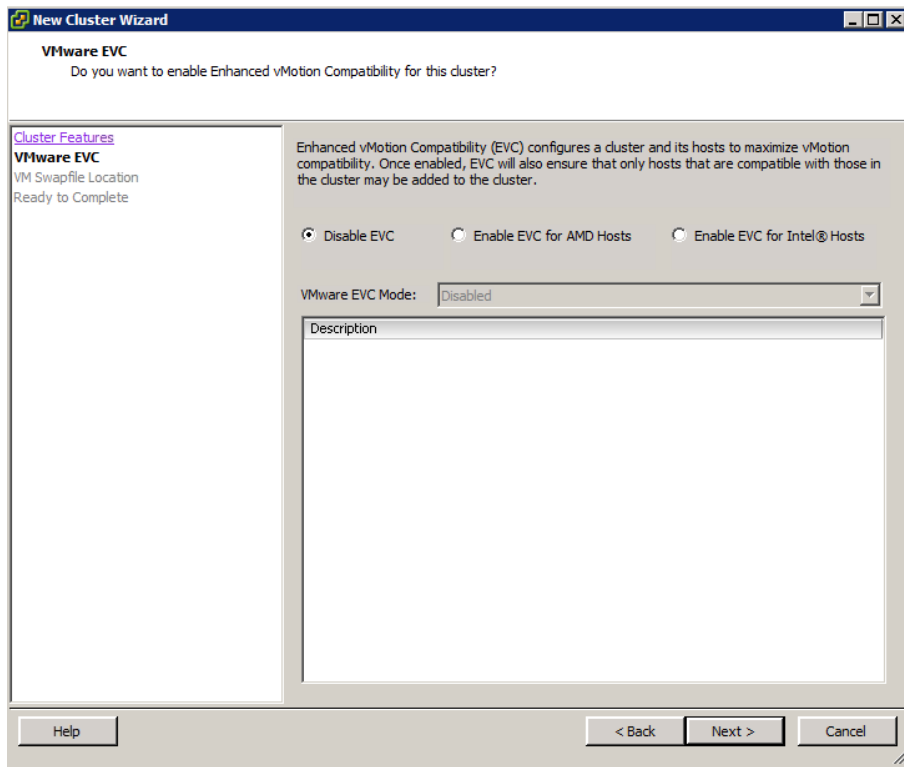 New Cluster Wizard
VMware EVC
Do you want to enable Enhanced vMotion Compatibility for this cluster?
Cluster Features
VMware EVC
VM Swapfile Location
Ready to Complete
Enhanced vMotion Compatibility (EVC) configures a cluster and its hosts to maximize vMotion
compatibility. Once enabled, EVC will also ensure that only hosts that are compatible with those in
the cluster may be added to the cluster.
Disable EVC Enable EVC for AMD Hosts Enable EVC for Intel® Hosts
VMware EVC Mode: Disabled
Description
Help < Back Next > Cancel